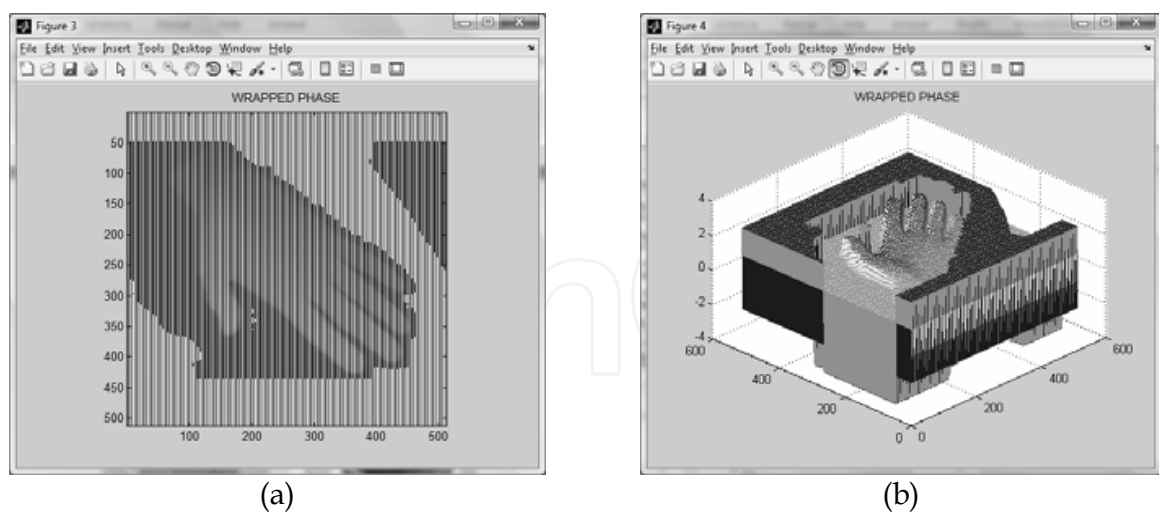 Figure 3
File Edit View Insert Tools Desktop Window Help
WRAPPED PHASE
50
100
150
200
250
300
350
400
450
500
100 200 300 400 500
(a)
Figure 4
File Edit View Insert Tools Desktop Window Help
WRAPPED PHASE
4
2
0
-2
-4
600
400
200
0
0
200
400
600
(b)